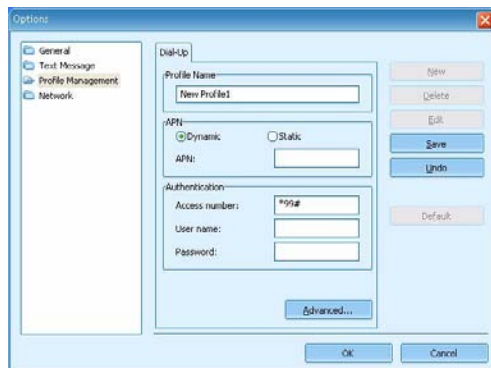 Options
General
Text Message
Profile Management
Network
Dial-Up
Profile Name
New Profile1
APN
Dynamic
Static
APN:
Authentication
Access number:
*99#
User name:
Password:
Advanced...
New
Delete
Edit
Save
Undo
Default
OK
Cancel